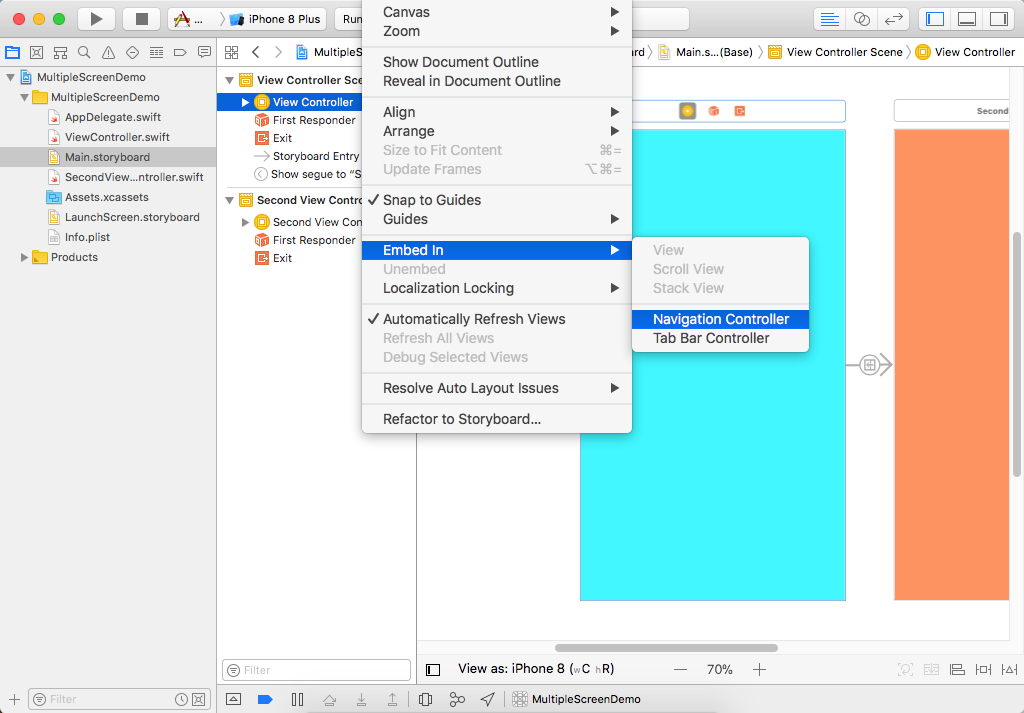 ...
iPhone 8 Plus
Run
MultipleS
rd
Main.s...(Base)
View Controller Scene
View Controller
MultipleScreenDemo
MultipleScreenDemo
AppDelegate.swift
ViewController.swift
Main.storyboard
SecondView...ntroller.swift
Assets.xcassets
LaunchScreen.storyboard
Info.plist
Products
View Controller Sce
View Controller
First Responder
Exit
Storyboard Entry
Show segue to “S
Second View Contro
Second View Con
First Responder
Exit
Canvas
Zoom
Show Document Outline
Reveal in Document Outline
Align
Arrange
Size to Fit Content ⌘=
Update Frames ⌥⌘=
✓ Snap to Guides
Guides
Embed In
Unembed
Localization Locking
✓ Automatically Refresh Views
Refresh All Views
Debug Selected Views
Resolve Auto Layout Issues
Refactor to Storyboard...
View
Scroll View
Stack View
Navigation Controller
Tab Bar Controller
Second
Filter
View as: iPhone 8 (wC hR)
— 70% +
Filter
MultipleScreenDemo